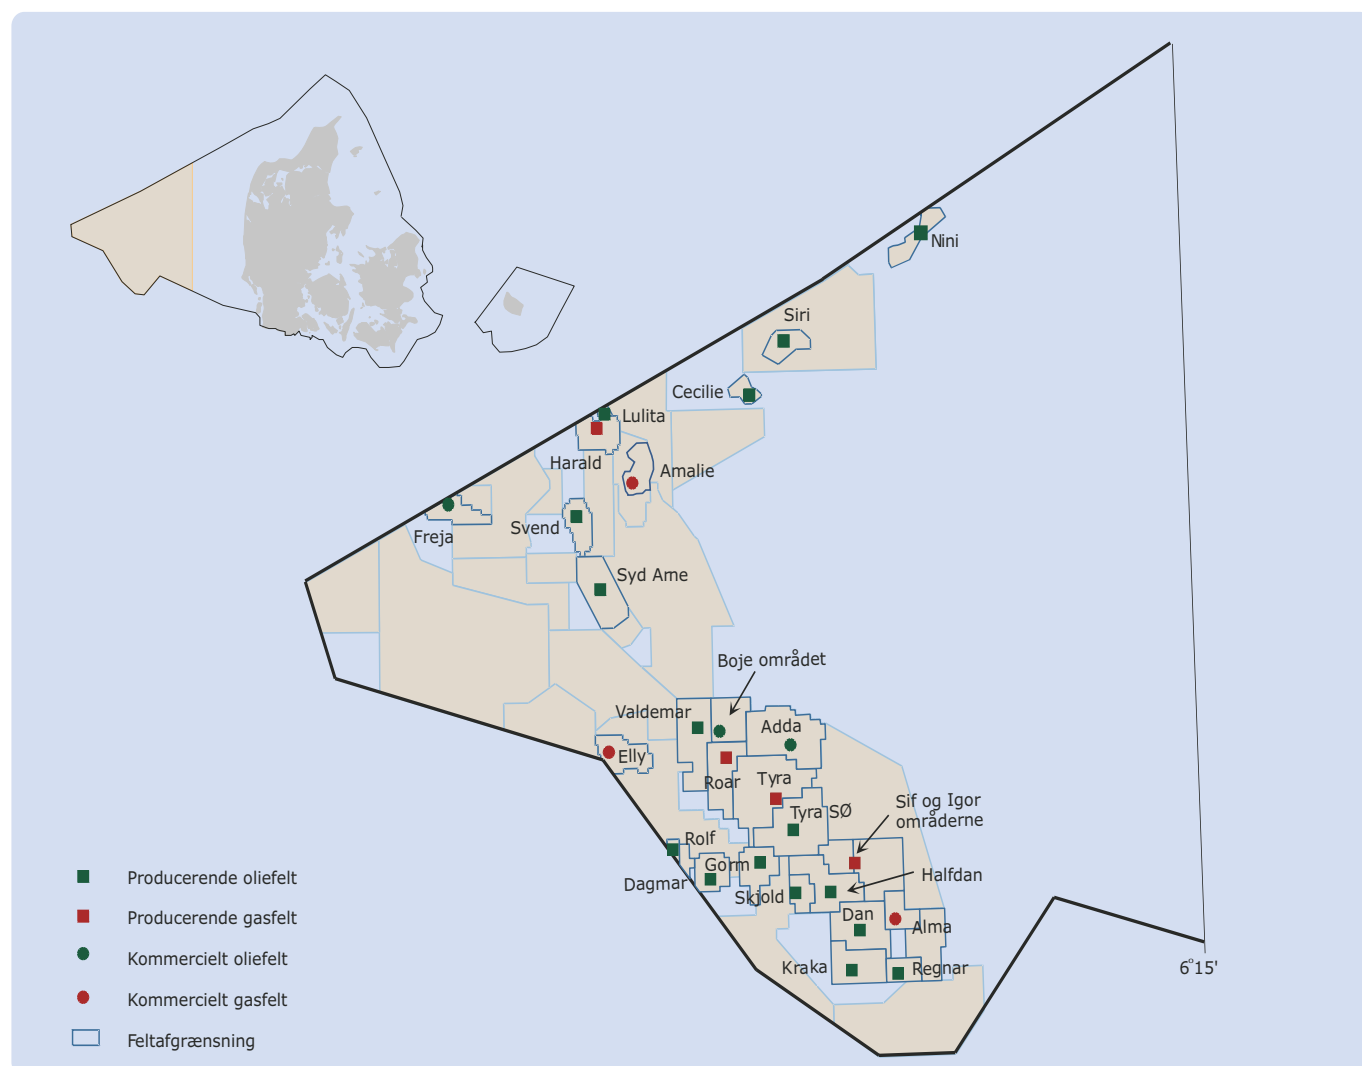 Nini
Siri
Cecilie
Lulita
Harald
Amalie
Freja
Svend
Syd Arne
Boje området
Valdemar
Adda
Elly
Roar
Tyra
Tyra SØ
Sif og Igor
områderne
Rolf
Gorm
Dagmar
Skjold
Halfdan
Dan
Alma
Kraka
Regnar
6°15'
Producerende oliefelt
Producerende gasfelt
Kommercielt oliefelt
Kommercielt gasfelt
Feltafgrænsning